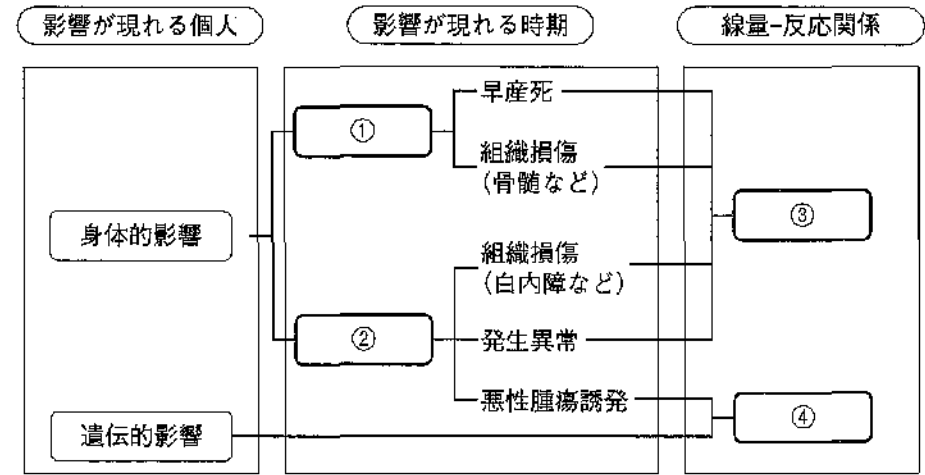 影響が現れる個人
影響が現れる時期
線量−反応関係
早産死
①
組織損傷
(骨髄など)
③
身体的影響
組織損傷
(白内障など)
②
発生異常
悪性腫瘍誘発
④
遺伝的影響